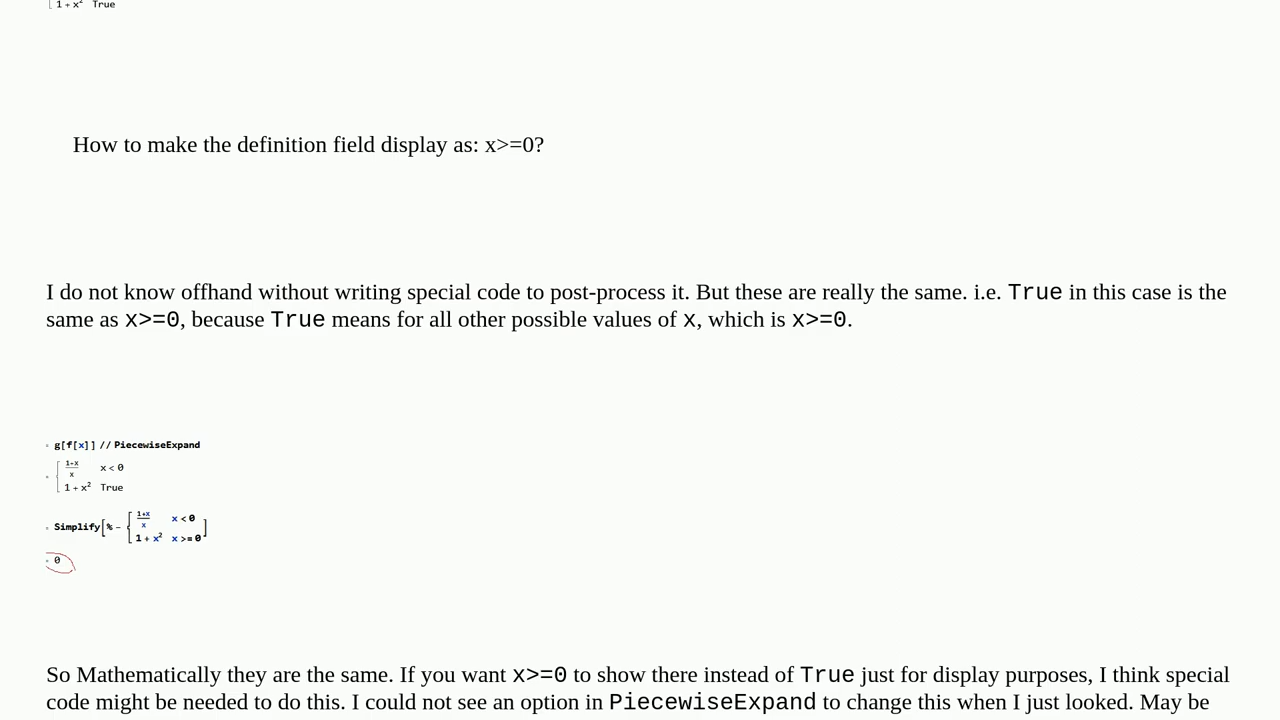 1 + x² True
How to make the definition field display as: x>=0?
I do not know offhand without writing special code to post-process it. But these are really the same. i.e. True in this case is the
same as x>=0, because True means for all other possible values of x, which is x>=0.
g[f[x]] // PiecewiseExpand
1+x
x < 0
x
1 + x² True
1+x
x < 0
Simplify[% -
x
1 + x² x >= 0]
0
So Mathematically they are the same. If you want x>=0 to show there instead of True just for display purposes, I think special
code might be needed to do this. I could not see an option in PiecewiseExpand to change this when I just looked. May be